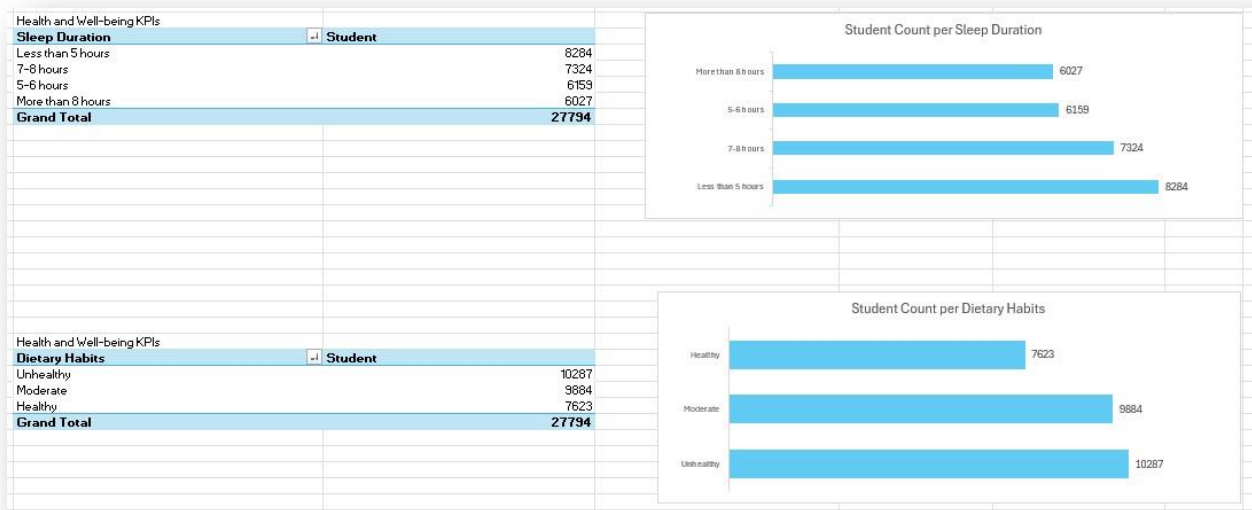 Health and Well-being KPIs
Sleep Duration Student
Less than 5 hours 8284
7-8 hours 7324
5-6 hours 6159
More than 8 hours 6027
Grand Total 27794
Student Count per Sleep Duration
More than 8 hours 6027
5-6 hours 6159
7-8 hours 7324
Less than 5 hours 8284
Health and Well-being KPIs
Dietary Habits Student
Unhealthy 10287
Moderate 9884
Healthy 7623
Grand Total 27794
Student Count per Dietary Habits
Healthy 7623
Moderate 9884
Unhealthy 10287